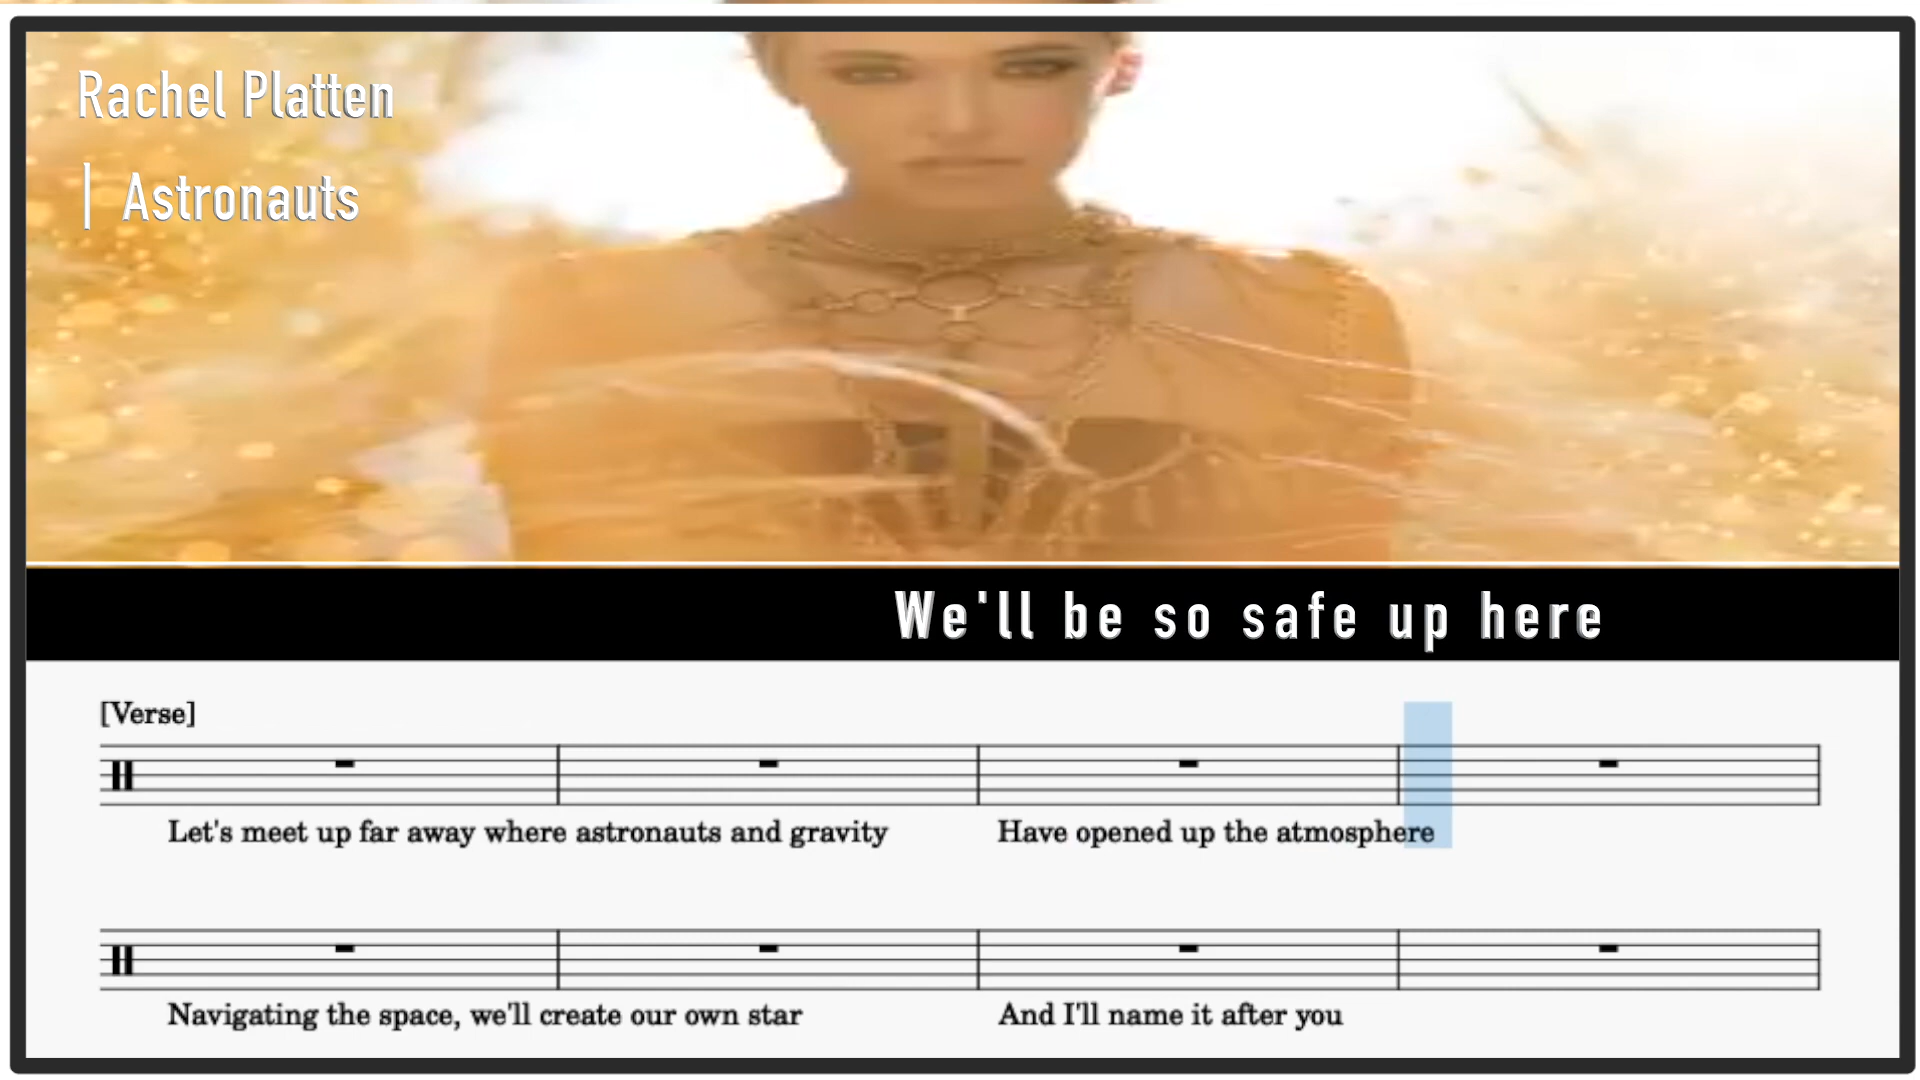 Rachel Platten
| Astronauts
We'll be so safe up here
[Verse]
Let's meet up far away where astronauts and gravity
Have opened up the atmosphere
Navigating the space, we'll create our own star
And I'll name it after you